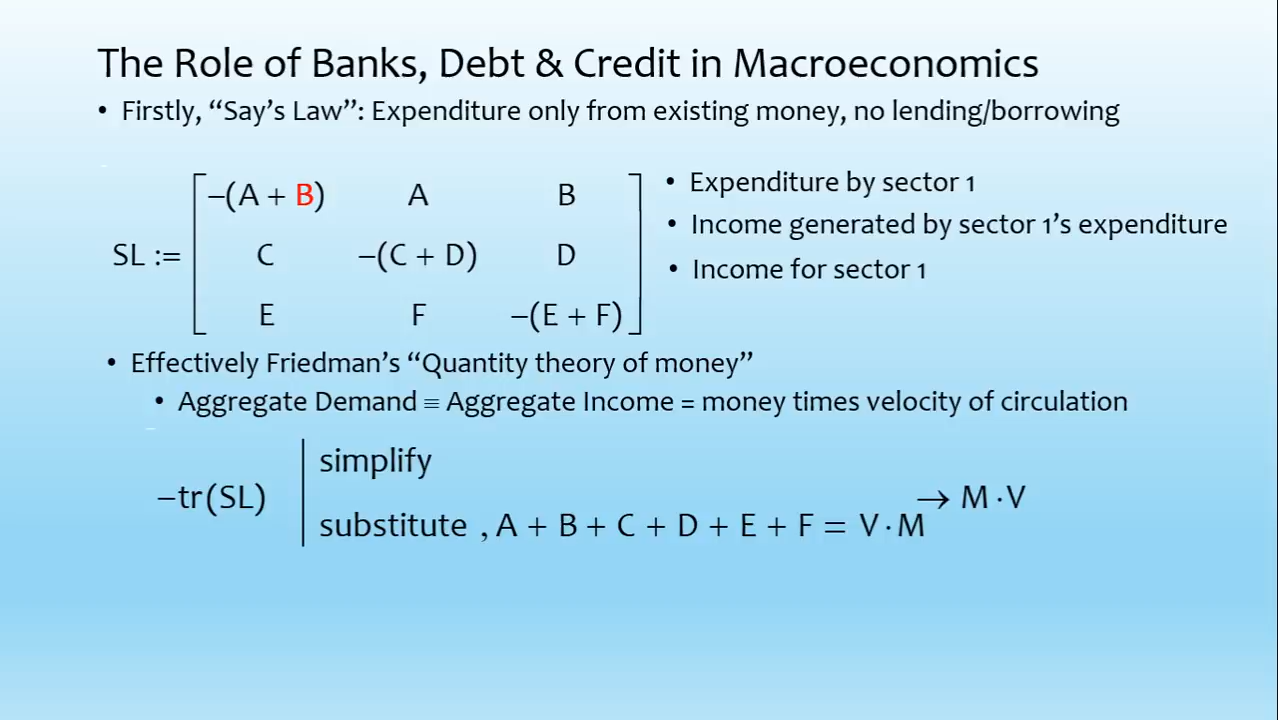 The Role of Banks, Debt & Credit in Macroeconomics
• Firstly, “Say’s Law”: Expenditure only from existing money, no lending/borrowing
SL := [ –(A + B) A B
C –(C + D) D
E F –(E + F) ]
• Expenditure by sector 1
• Income generated by sector 1’s expenditure
• Income for sector 1
• Effectively Friedman’s “Quantity theory of money”
• Aggregate Demand ≡ Aggregate Income = money times velocity of circulation
–tr(SL) | simplify
substitute , A + B + C + D + E + F = V·M → M·V